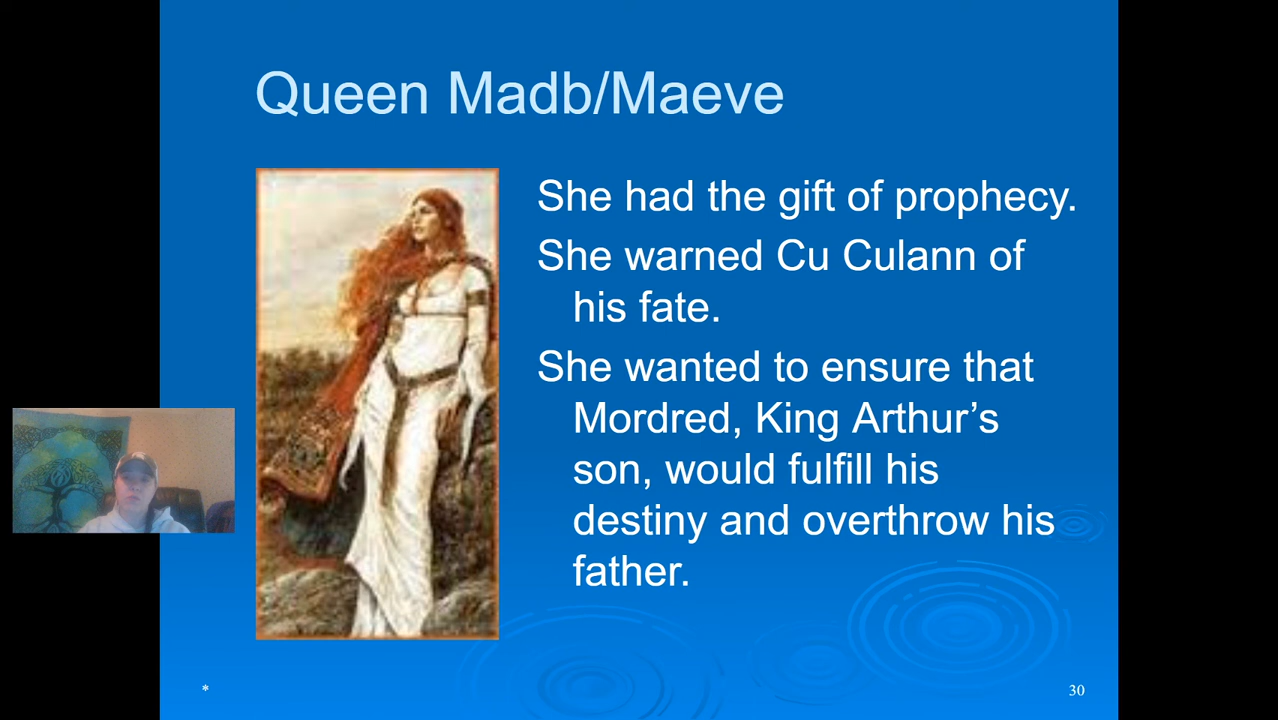 Queen Madb/Maeve
She had the gift of prophecy.
She warned Cu Culann of
his fate.
She wanted to ensure that
Mordred, King Arthur’s
son, would fulfill his
destiny and overthrow his
father.
*
30